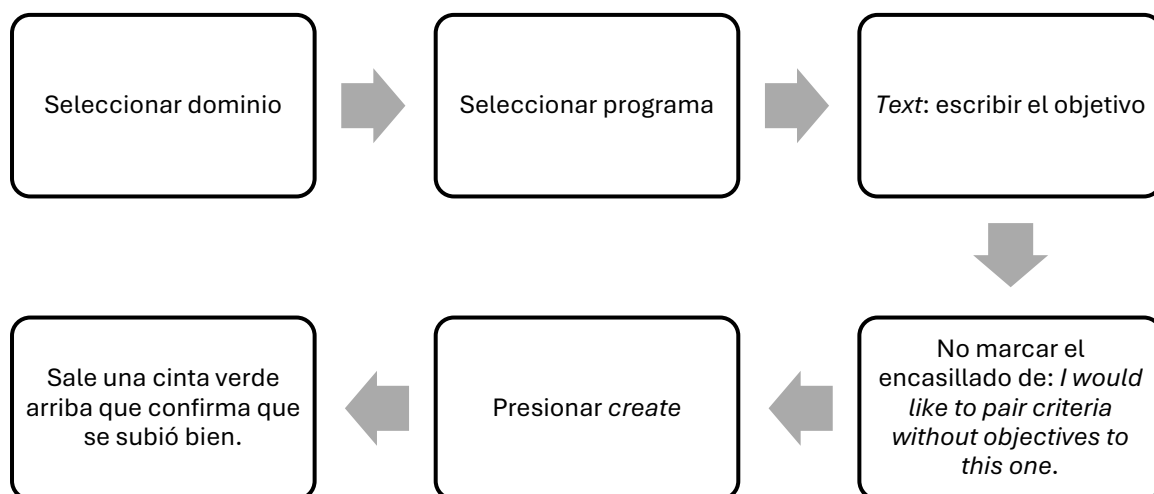 Seleccionar dominio
Seleccionar programa
Text: escribir el objetivo
No marcar el
encasillado de: I would
like to pair criteria
without objectives to
this one.
Presionar create
Sale una cinta verde
arriba que confirma que
se subió bien.